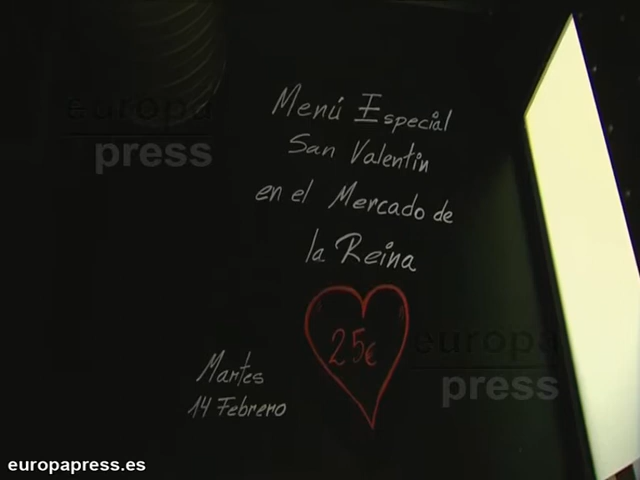 europa
press
Menú Especial
San Valentin
en el Mercado de
la Reina
25€
europa
press
Martes
14 Febrero
europapress.es